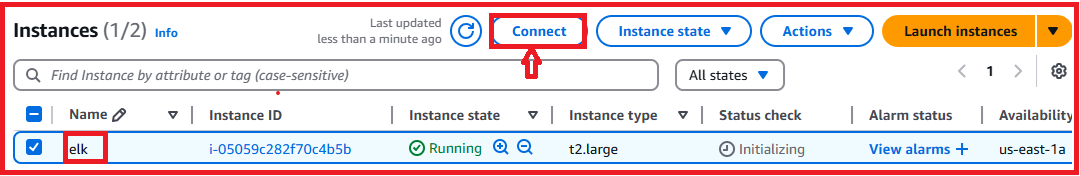 Instances (1/2) Info
Last updated
less than a minute ago
Connect
Instance state
Actions
Launch instances
Find Instance by attribute or tag (case-sensitive)
All states
1
Name
Instance ID
Instance state
Instance type
Status check
Alarm status
Availability
elk
i-05059c282f70c4b5b
Running
t2.large
Initializing
View alarms +
us-east-1a